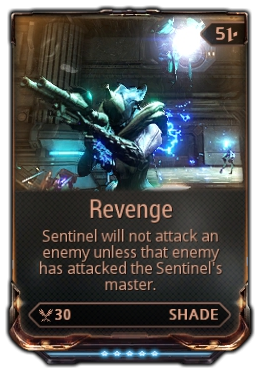 51
Revenge
Sentinel will not attack an
enemy unless that enemy
has attacked the Sentinel's
master.
30 SHADE